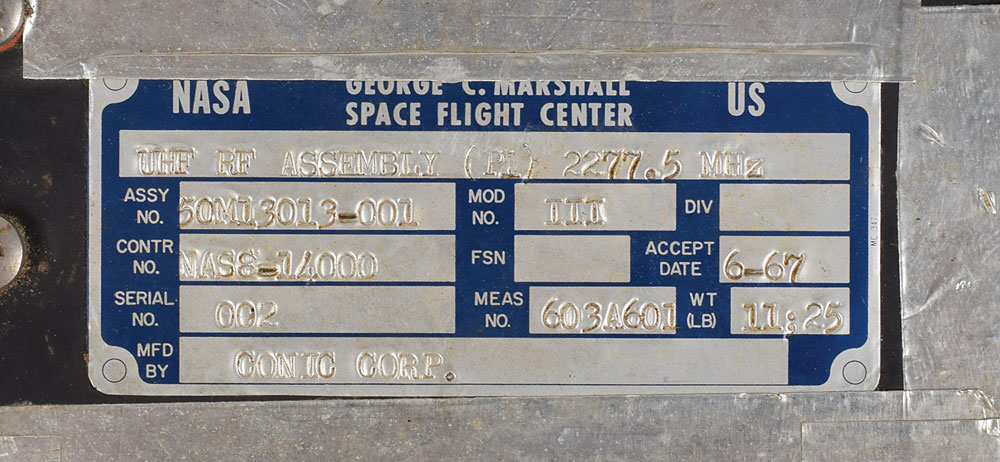 NASA GEORGE C. MARSHALL SPACE FLIGHT CENTER US
UHF RF ASSEMBLY (P1) 2277.5 MHz
ASSY NO. 50M13013-001 MOD NO. III DIV
CONTR NO. NAS8-14000 FSN ACCEPT DATE 6-67
SERIAL NO. 002 MEAS NO. 603A601 WT (LB) 11;25
MFD BY CONIC CORP.